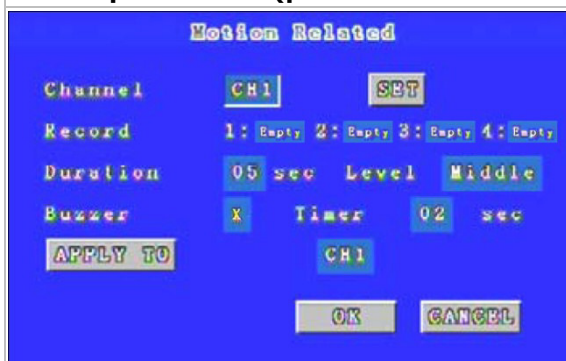 Motion Related
Channel CH1 SET
Record 1: Empty 2: Empty 3: Empty 4: Empty
Duration 05 sec Level Middle
Buzzer X Timer 02 sec
APPLY TO CH1
OK CANCEL